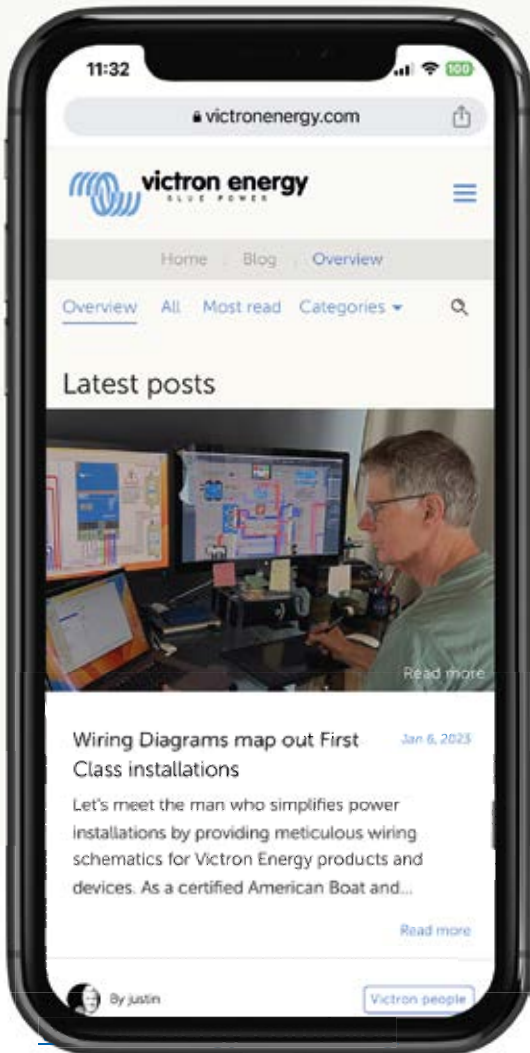 11:32
100
victronenergy.com
victron energy
BLUE POWER
Home Blog Overview
Overview All Most read Categories
Latest posts
Read more
Wiring Diagrams map out First
Class installations
Jan 6, 2023
Let's meet the man who simplifies power
installations by providing meticulous wiring
schematics for Victron Energy products and
devices. As a certified American Boat and...
Read more
By justin
Victron people